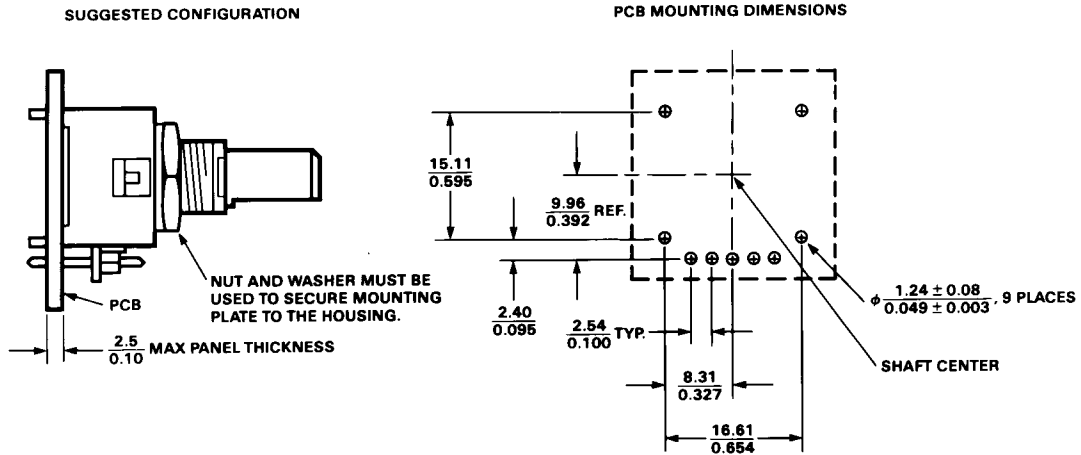 SUGGESTED CONFIGURATION
NUT AND WASHER MUST BE
USED TO SECURE MOUNTING
PLATE TO THE HOUSING.
PCB
2.5
0.10 MAX PANEL THICKNESS
PCB MOUNTING DIMENSIONS
15.11
0.595
9.96
0.392 REF.
2.40
0.095
2.54
0.100 TYP.
8.31
0.327
16.61
0.654
ϕ 1.24 ± 0.08
0.049 ± 0.003 , 9 PLACES
SHAFT CENTER